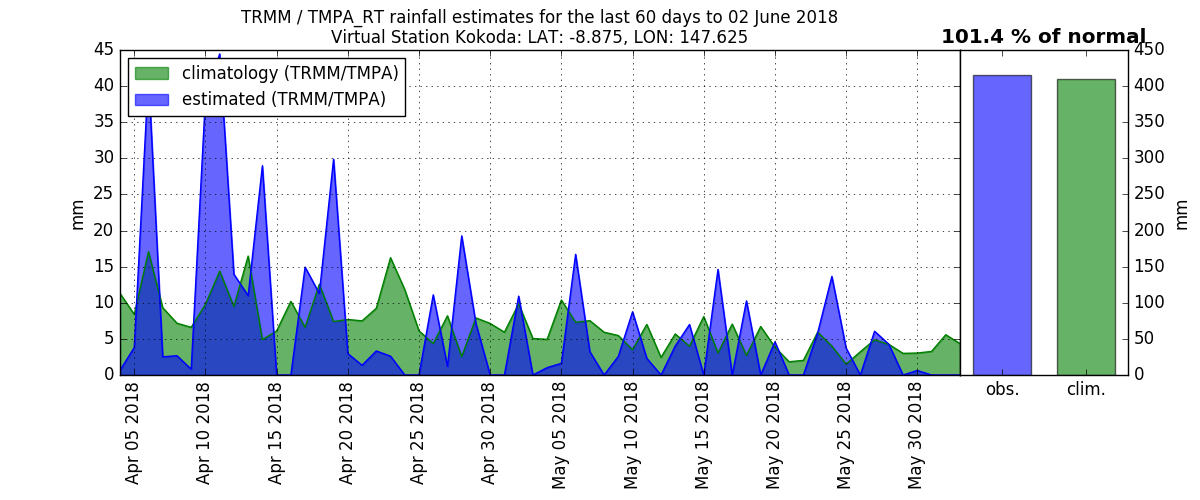 TRMM / TMPA_RT rainfall estimates for the last 60 days to 02 June 2018
Virtual Station Kokoda: LAT: -8.875, LON: 147.625
101.4 % of normal
climatology (TRMM/TMPA)
estimated (TRMM/TMPA)
45
40
35
30
25
20
15
10
5
0
mm
Apr 05 2018
Apr 10 2018
Apr 15 2018
Apr 20 2018
Apr 25 2018
Apr 30 2018
May 05 2018
May 10 2018
May 15 2018
May 20 2018
May 25 2018
May 30 2018
obs.
clim.
450
400
350
300
250
200
150
100
50
0
mm